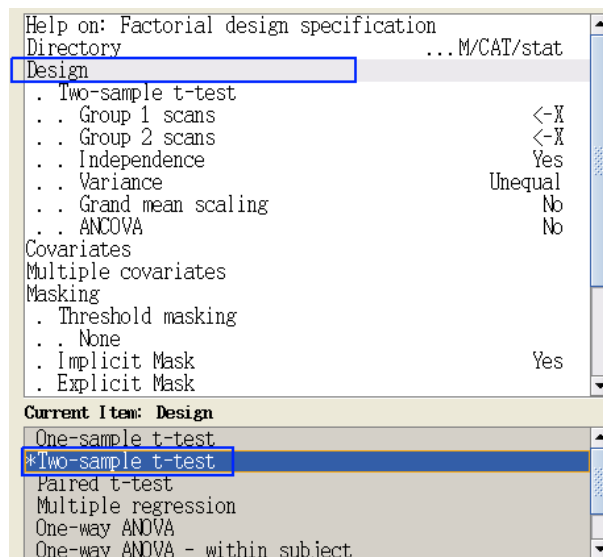 Help on: Factorial design specification
Directory ...M/CAT/stat
Design
. Two-sample t-test
. . Group 1 scans <-X
. . Group 2 scans <-X
. . Independence Yes
. . Variance Unequal
. . Grand mean scaling No
. . ANCOVA No
Covariates
Multiple covariates
Masking
. Threshold masking
. . None
. Implicit Mask Yes
. Explicit Mask
Current Item: Design
One-sample t-test
*Two-sample t-test
Paired t-test
Multiple regression
One-way ANOVA
One-way ANOVA - within subject